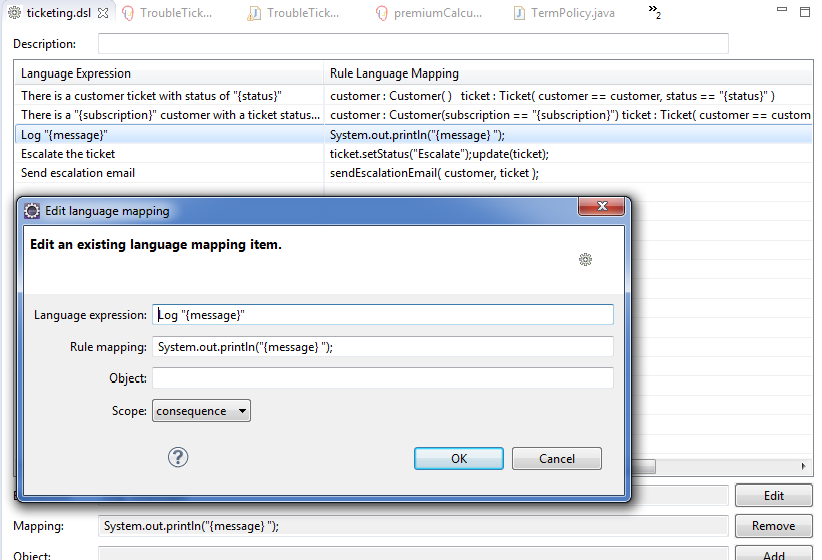 ticketing.dsl TroubleTick... TroubleTick... premiumCalcu... TermPolicy.java »2
Description:
Language Expression Rule Language Mapping
There is a customer ticket with status of "{status}" customer : Customer( ) ticket : Ticket( customer == customer, status == "{status}" )
There is a "{subscription}" customer with a ticket status... customer : Customer(subscription == "{subscription}") ticket : Ticket( customer == custom
Log "{message}" System.out.println("{message} ");
Escalate the ticket ticket.setStatus("Escalate");update(ticket);
Send escalation email sendEscalationEmail( customer, ticket );
Edit language mapping
Edit an existing language mapping item.
Language expression: Log "{message}"
Rule mapping: System.out.println("{message} ");
Object:
Scope: consequence
? OK Cancel
Edit
Mapping: System.out.println("{message} "); Remove
Object: Add